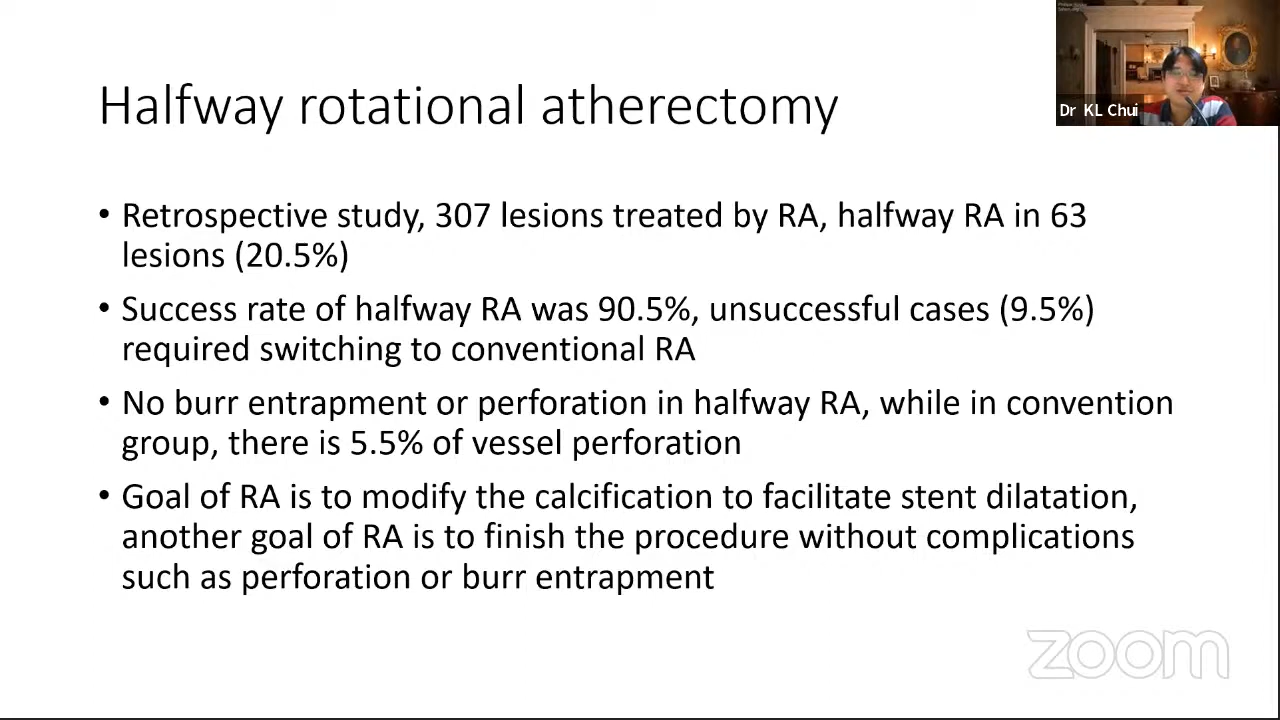 Halfway rotational atherectomy
Dr KL Chui
• Retrospective study, 307 lesions treated by RA, halfway RA in 63
lesions (20.5%)
• Success rate of halfway RA was 90.5%, unsuccessful cases (9.5%)
required switching to conventional RA
• No burr entrapment or perforation in halfway RA, while in convention
group, there is 5.5% of vessel perforation
• Goal of RA is to modify the calcification to facilitate stent dilatation,
another goal of RA is to finish the procedure without complications
such as perforation or burr entrapment
zoom